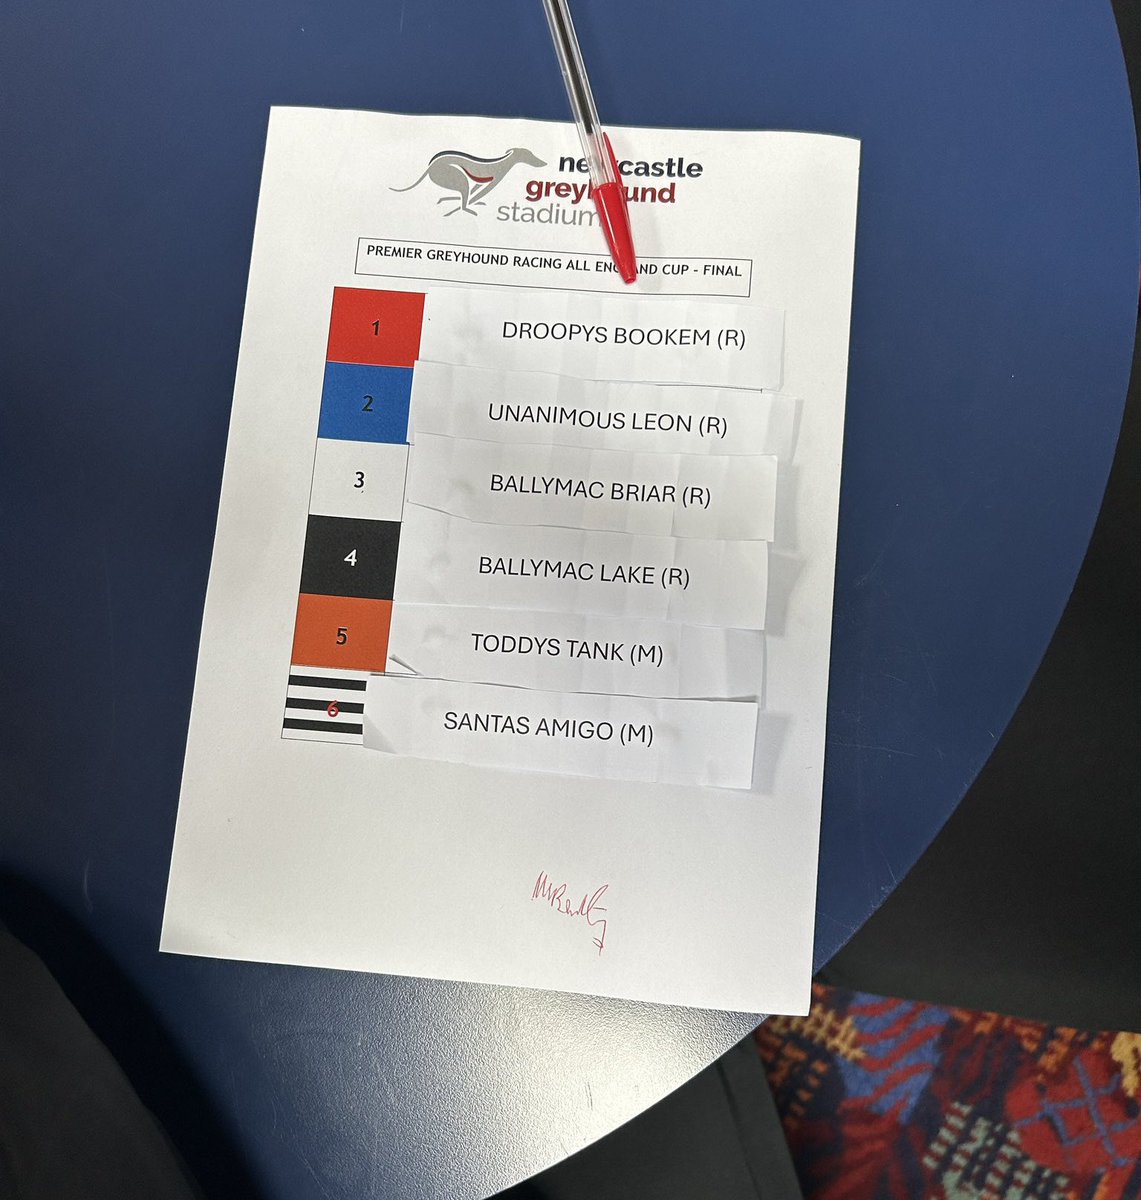 newcastle
greyhound
stadium
PREMIER GREYHOUND RACING ALL ENGLAND CUP - FINAL
1 DROOPYS BOOKEM (R)
2 UNANIMOUS LEON (R)
3 BALLYMAC BRIAR (R)
4 BALLYMAC LAKE (R)
5 TODDYS TANK (M)
6 SANTAS AMIGO (M)